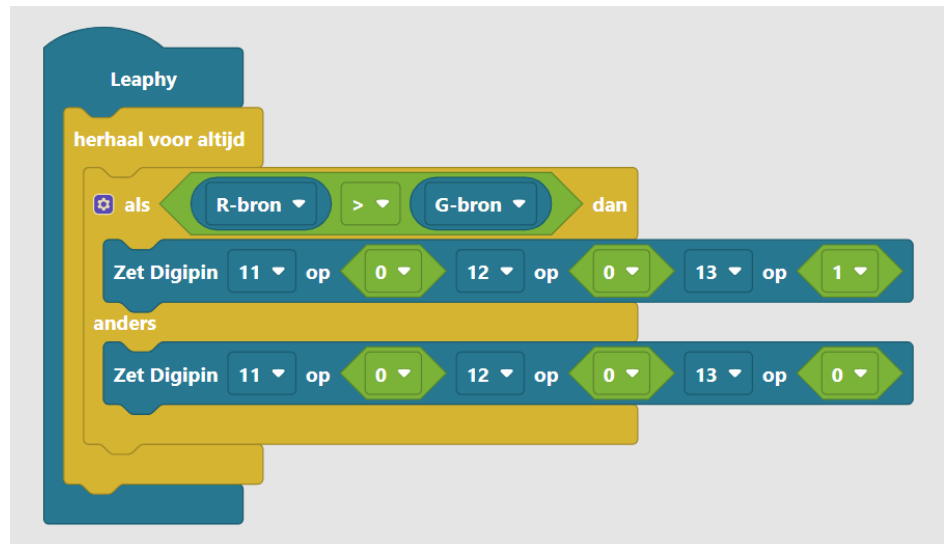 Leaphy
herhaal voor altijd
als R-bron > G-bron dan
Zet Digipin 11 op 0 12 op 0 13 op 1
anders
Zet Digipin 11 op 0 12 op 0 13 op 0